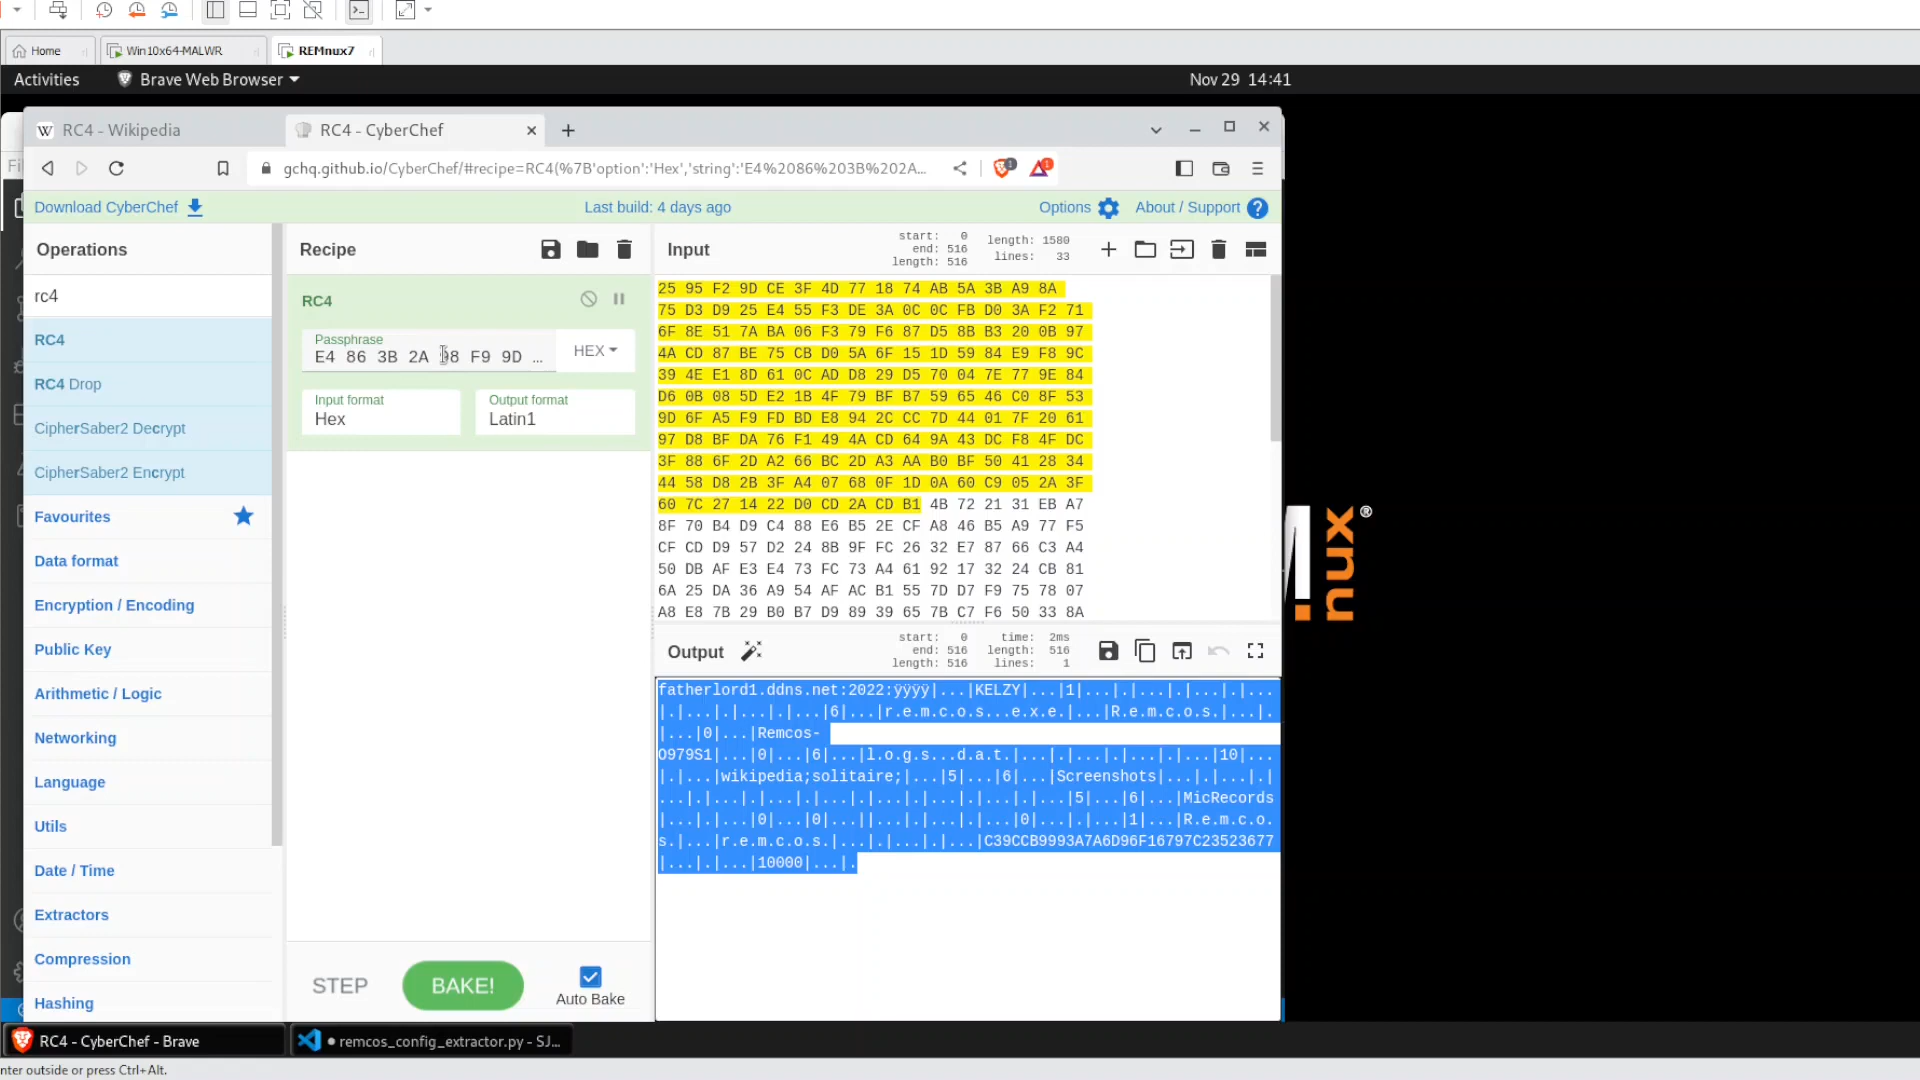 Home
Win10x64-MALWR
REMnux7
Activities
Brave Web Browser
Nov 29 14:41
RC4 - Wikipedia
RC4 - CyberChef
gchq.github.io/CyberChef/#recipe=RC4(%7B'option':'Hex','string':'E4%2086%203B%202A...
Download CyberChef
Last build: 4 days ago
Options
About / Support
Operations
Recipe
Input
start: 0
end: 516
length: 516
length: 1580
lines: 33
rc4
RC4
RC4 Drop
CipherSaber2 Decrypt
CipherSaber2 Encrypt
Favourites
Data format
Encryption / Encoding
Public Key
Arithmetic / Logic
Networking
Language
Utils
Date / Time
Extractors
Compression
Hashing
RC4
Passphrase
E4 86 3B 2A 98 F9 9D ...
HEX
Input format
Hex
Output format
Latin1
STEP
BAKE!
Auto Bake
25 95 F2 9D CE 3F 4D 77 18 74 AB 5A 3B A9 8A
75 D3 D9 25 E4 55 F3 DE 3A 0C 0C FB D0 3A F2 71
6F 8E 51 7A BA 06 F3 79 F6 87 D5 8B B3 20 0B 97
4A CD 87 BE 75 CB D0 5A 6F 15 1D 59 84 E9 F8 9C
39 4E E1 8D 61 0C AD D8 29 D5 70 04 7E 77 9E 84
D6 0B 08 5D E2 1B 4F 79 BF B7 59 65 46 C0 8F 53
9D 6F A5 F9 FD BD E8 94 2C CC 7D 44 01 7F 20 61
97 D8 BF DA 76 F1 49 4A CD 64 9A 43 DC F8 4F DC
3F 88 6F 2D A2 66 BC 2D A3 AA B0 BF 50 41 28 34
44 58 D8 2B 3F A4 07 68 0F 1D 0A 60 C9 05 2A 3F
60 7C 27 14 22 D0 CD 2A CD B1 4B 72 21 31 EB A7
8F 70 B4 D9 C4 88 E6 B5 2E CF A8 46 B5 A9 77 F5
CF CD D9 57 D2 24 8B 9F FC 26 32 E7 87 66 C3 A4
50 DB AF E3 E4 73 FC 73 A4 61 92 17 32 24 CB 81
6A 25 DA 36 A9 54 AF AC B1 55 7D D7 F9 75 78 07
A8 E8 7B 29 B0 B7 D9 89 39 65 7B C7 F6 50 33 8A
Output
start: 0
end: 516
length: 516
time: 2ms
length: 516
lines: 1
fatherlord1.ddns.net:2022:ÿÿÿÿ|...|KELZY|...|1|...|.|...|.|...|.|...
|.|...|.|...|.|...|6|...|r.e.m.c.o.s...e.x.e.|...|R.e.m.c.o.s.|...|.
|...|0|...|Remcos-
O979S1|...|0|...|6|...|l.o.g.s...d.a.t.|...|.|...|.|...|.|...|10|...
|.|...|wikipedia;solitaire;|...|5|...|6|...|Screenshots|...|.|...|.|
...|.|...|.|...|.|...|.|...|.|...|.|...|.|...|5|...|6|...|MicRecords
|...|.|...|0|...|0|...||...|.|...|.|...|0|...|.|...|1|...|R.e.m.c.o.
s.|...|r.e.m.c.o.s.|...|.|...|.|...|C39CCB9993A7A6D96F16797C23523677
|...|.|...|10000|...|.
nux
®
RC4 - CyberChef - Brave
● remcos_config_extractor.py - SJ...
nter outside or press Ctrl+Alt.